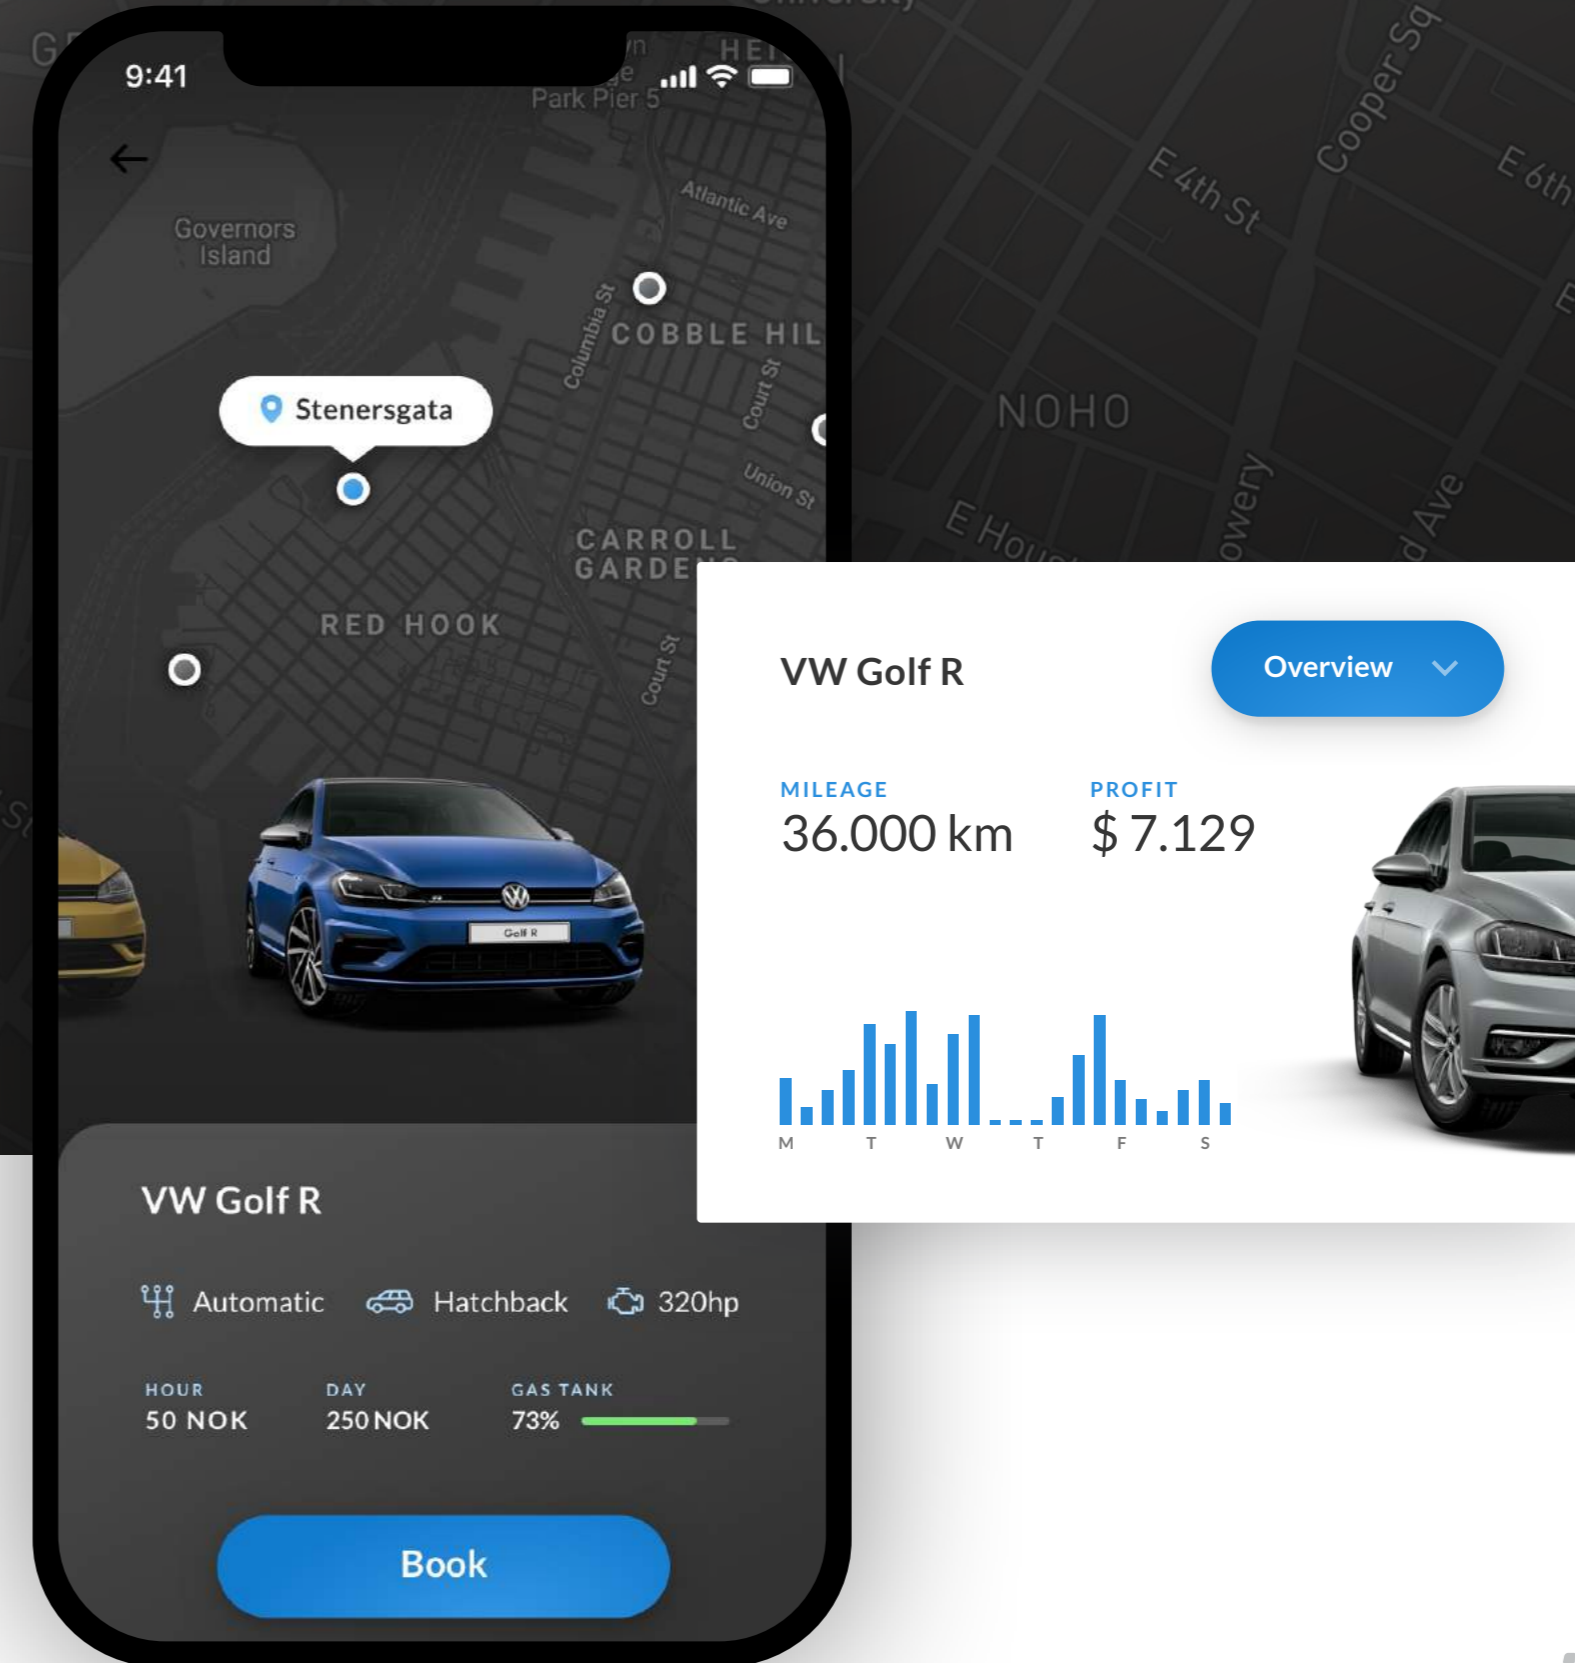 9:41
Park Pier 5
Atlantic Ave
Governors
Island
Columbia St
COBBLE HIL
Court St
Stenersgata
Union St
CARROLL
RED HOOK
Court St
Golf R
VW Golf R
Automatic
Hatchback
320hp
HOUR
DAY
GAS TANK
50 NOK
250 NOK
73%
Book
Cooper Sq
E 4th St
E 6th
NOHO
VW Golf R
Overview
MILEAGE
PROFIT
36.000 km
$ 7.129
M T W T F S